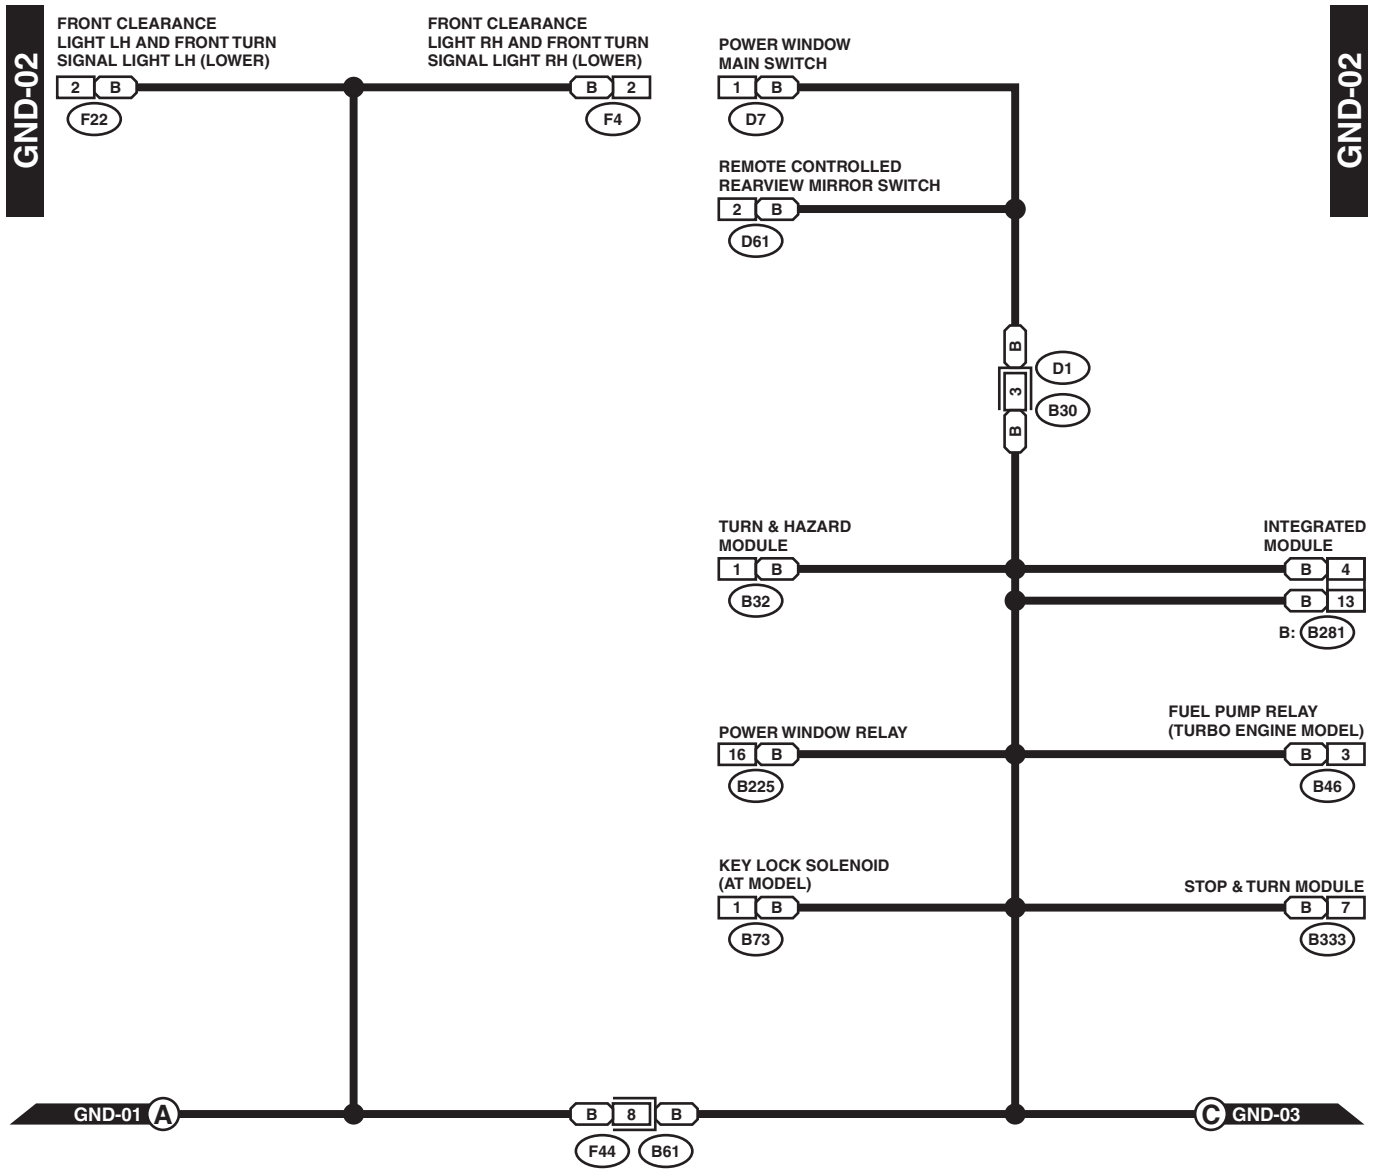 GND-02
GND-02
FRONT CLEARANCE
LIGHT LH AND FRONT TURN
SIGNAL LIGHT LH (LOWER)
2 B
F22
FRONT CLEARANCE
LIGHT RH AND FRONT TURN
SIGNAL LIGHT RH (LOWER)
B 2
F4
POWER WINDOW
MAIN SWITCH
1 B
D7
REMOTE CONTROLLED
REARVIEW MIRROR SWITCH
2 B
D61
B
D1
3
B30
B
TURN & HAZARD
MODULE
1 B
B32
INTEGRATED
MODULE
B 4
B 13
B: B281
POWER WINDOW RELAY
16 B
B225
FUEL PUMP RELAY
(TURBO ENGINE MODEL)
B 3
B46
KEY LOCK SOLENOID
(AT MODEL)
1 B
B73
STOP & TURN MODULE
B 7
B333
GND-01 A
B 8 B
F44 B61
C GND-03